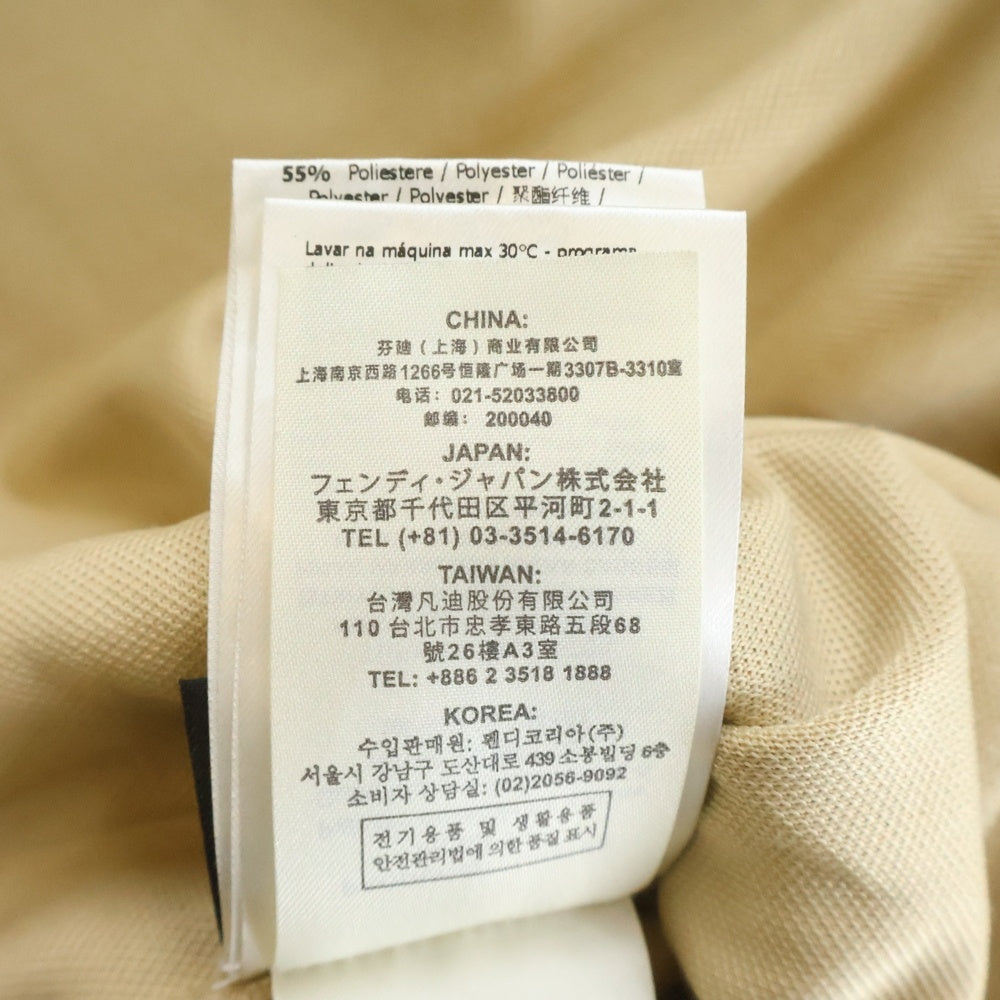 55% Poliestere / Polyester / Poliéster /
Polyester / Polyester / 聚酯纤维 /
Lavar na máquina max 30°C - programa
CHINA:
芬迪（上海）商业有限公司
上海南京西路1266号恒隆广场一期3307B-3310室
电话： 021-52033800
邮编： 200040
JAPAN:
フェンディ・ジャパン株式会社
東京都千代田区平河町2-1-1
TEL (+81) 03-3514-6170
TAIWAN:
台灣凡迪股份有限公司
110 台北市忠孝東路五段68
號26樓A3室
TEL: +886 2 3518 1888
KOREA:
수입판매원: 펜디코리아(주)
서울시 강남구 도산대로 439 소봉빌딩 6층
소비자 상담실: (02)2056-9092
전기용품 및 생활용품
안전관리법에 의한 품질표시